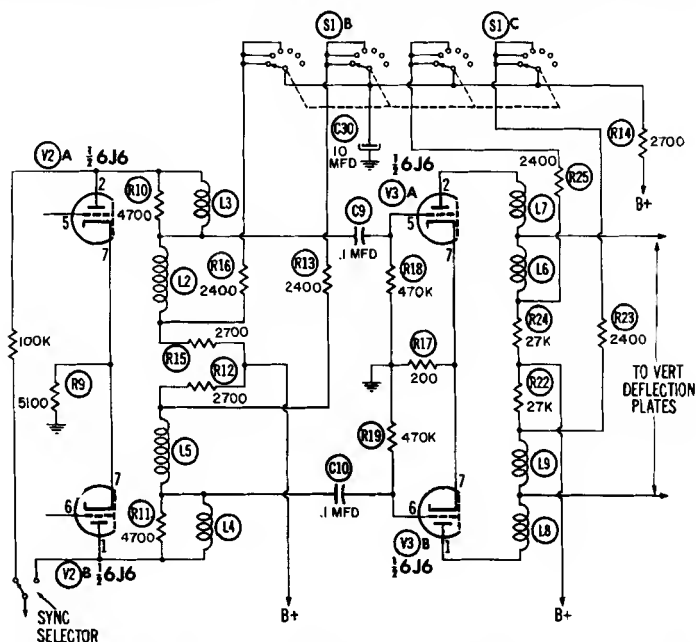 S1 B
S1 C
C30
10
MFD
R14
2700
B+
V2 A
½ 6J6
2
5
7
R10
4700
L3
L2
R16
2400
R13
2400
C9
.1 MFD
½ 6J6
V3 A
2
5
7
R18
470K
L7
L6
2400
R25
R24
27K
R23
2400
100K
R9
5100
R15
2700
R12
2700
R17
200
R22
27K
TO VERT
DEFLECTION
PLATES
L5
R19
470K
L9
7
6
1
R11
4700
L4
C10
.1 MFD
7
6
1
L8
V3 B
½ 6J6
V2 B
½ 6J6
SYNC
SELECTOR
B+
B+